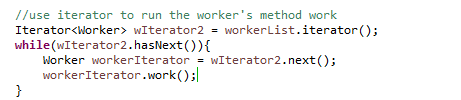 //use iterator to run the worker's method work
Iterator<Worker> wIterator2 = workerList.iterator();
while(wIterator2.hasNext()){
    Worker workerIterator = wIterator2.next();
    workerIterator.work();
}